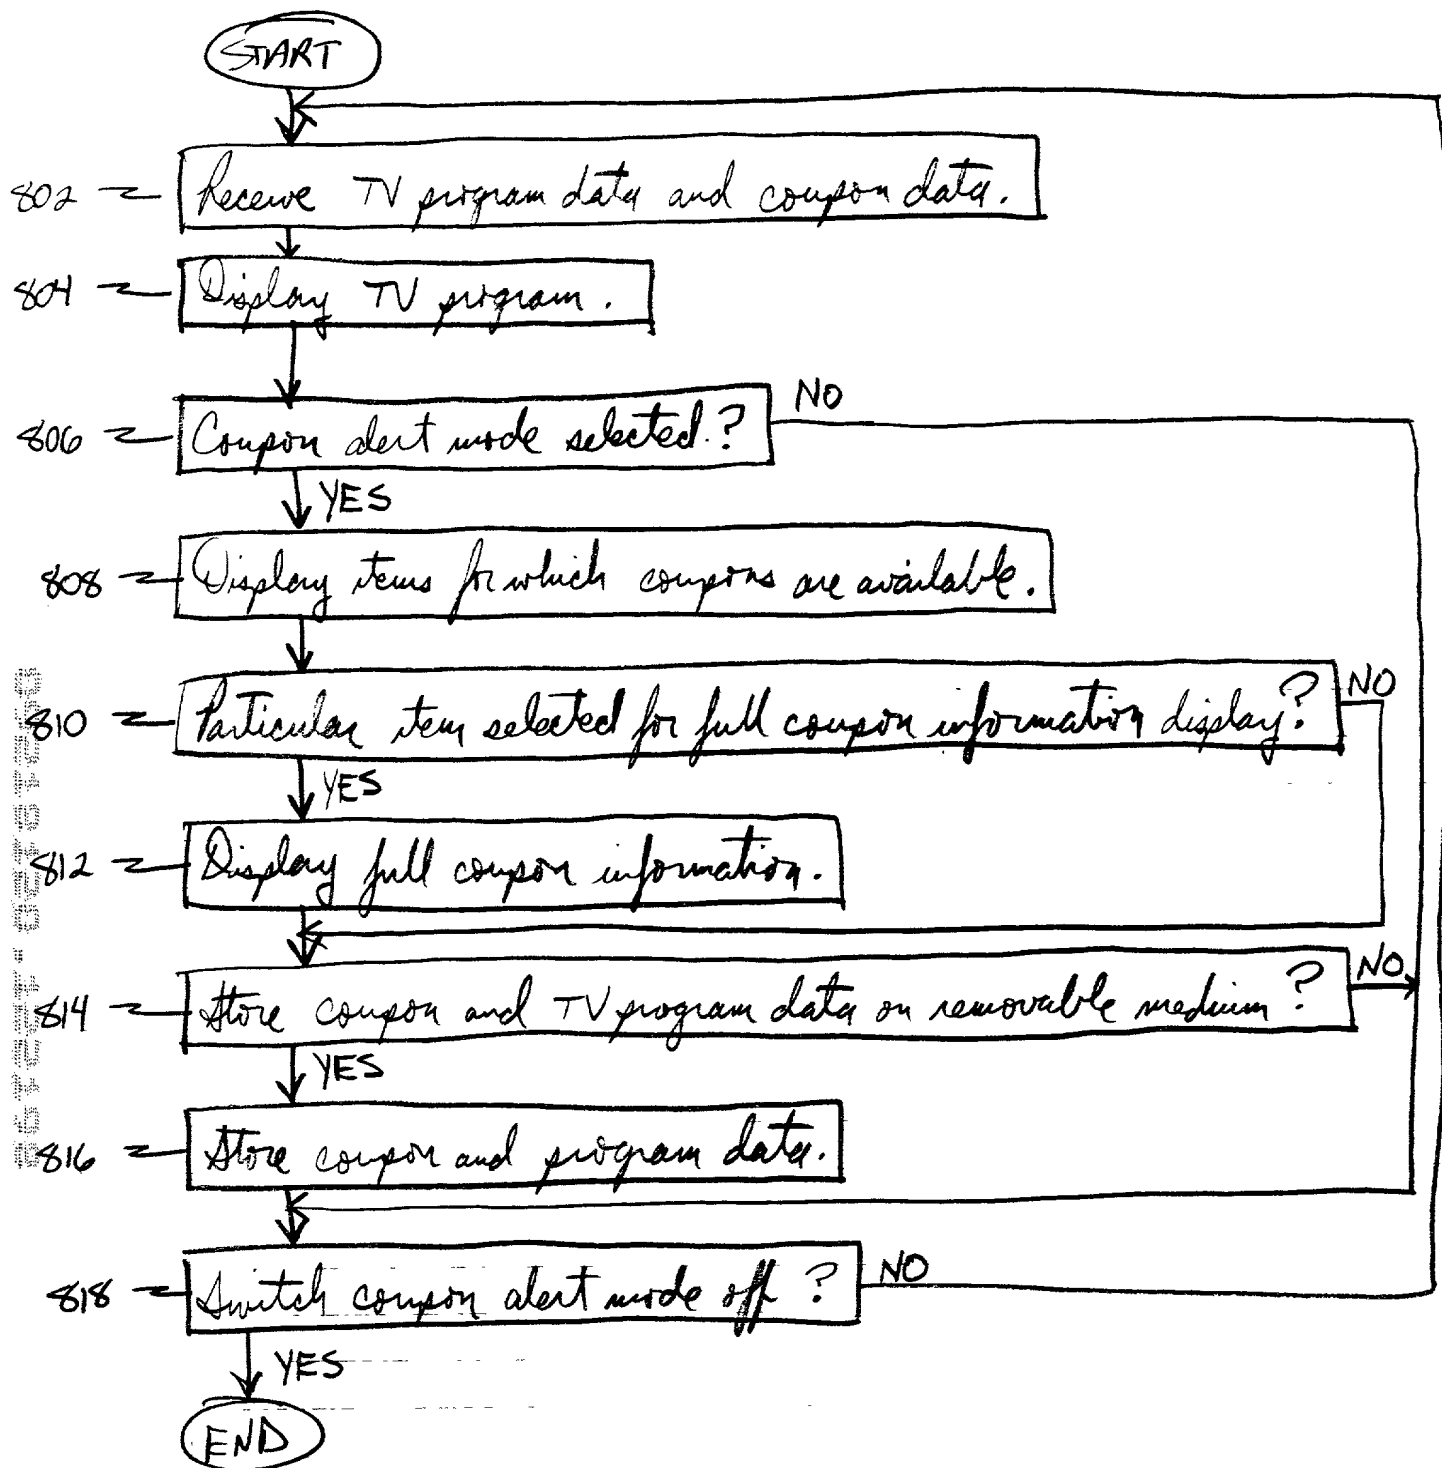 START
802 Receive TV program data and coupon data.
804 Display TV program.
806 Coupon alert mode selected? NO
YES
808 Display items for which coupons are available.
810 Particular item selected for full coupon information display? NO
YES
812 Display full coupon information.
814 Store coupon and TV program data on removable medium? NO
YES
816 Store coupon and program data.
818 Switch coupon alert mode off? NO
YES
END